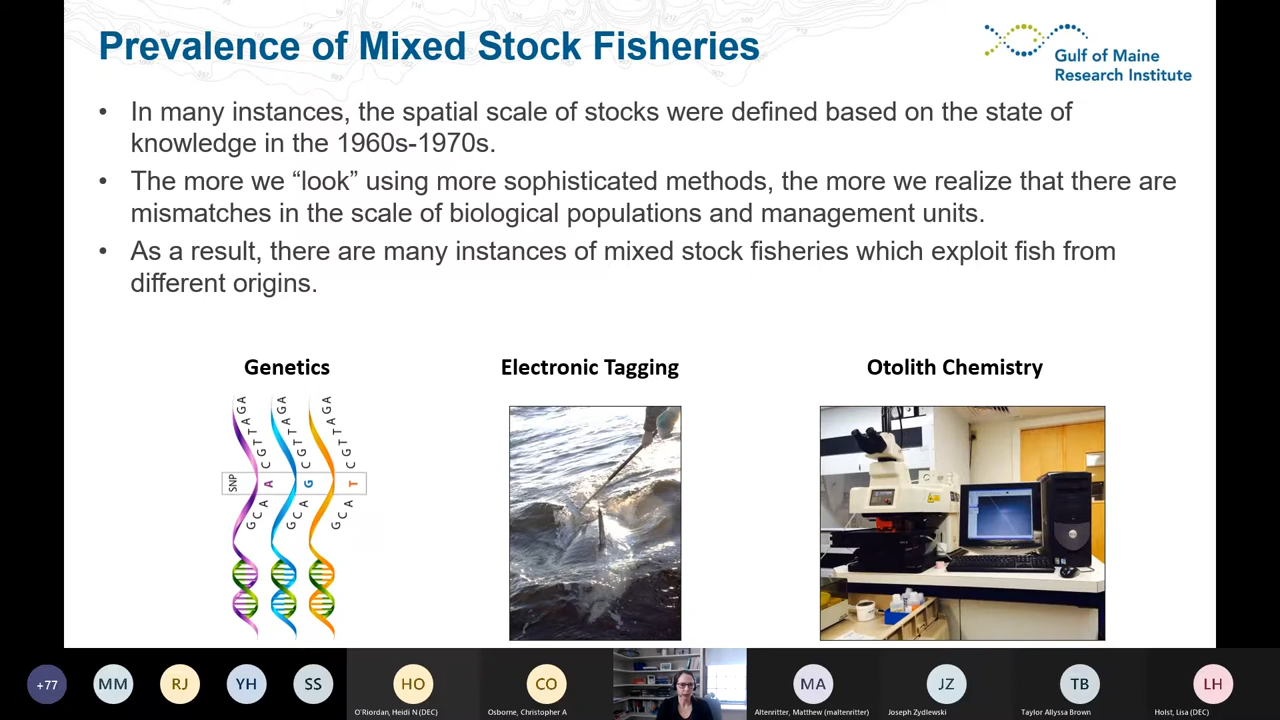 Prevalence of Mixed Stock Fisheries
Gulf of Maine
Research Institute
• In many instances, the spatial scale of stocks were defined based on the state of
knowledge in the 1960s-1970s.
• The more we “look” using more sophisticated methods, the more we realize that there are
mismatches in the scale of biological populations and management units.
• As a result, there are many instances of mixed stock fisheries which exploit fish from
different origins.
Genetics
Electronic Tagging
Otolith Chemistry
SNP
GCAAACGTTAGA
GCAAGCGTTAGA
GCATCGTTAGA
+77
MM
RJ
YH
SS
HO
O'Riordan, Heidi N (DEC)
CO
Osborne, Christopher A
MA
Altenritter, Matthew (maltenritter)
JZ
Joseph Zydlewski
TB
Taylor Allyssa Brown
LH
Holst, Lisa (DEC)